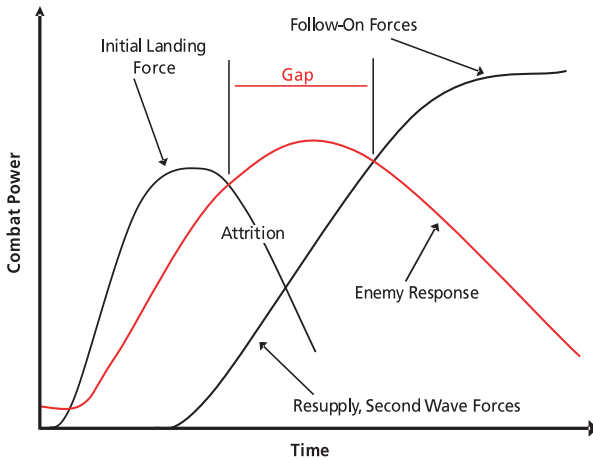 Follow-On Forces
Initial Landing
Force
Gap
Combat Power
Attrition
Enemy Response
Resupply, Second Wave Forces
Time